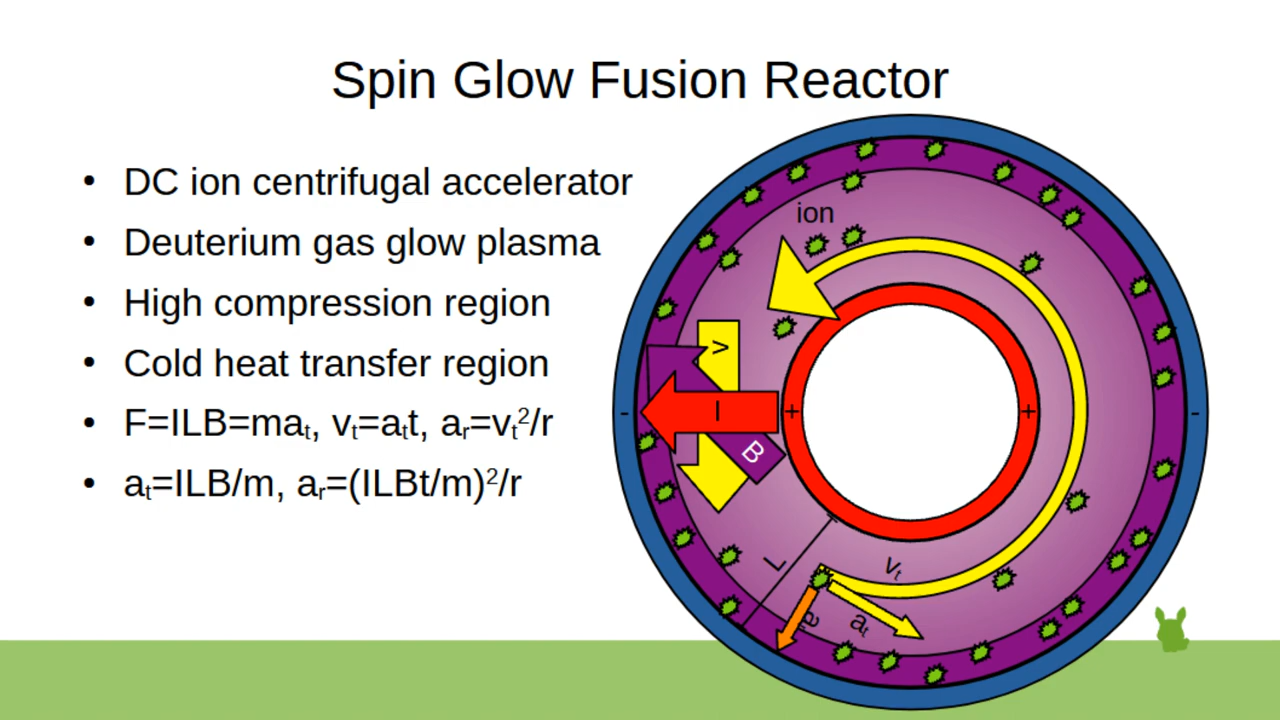 Spin Glow Fusion Reactor
• DC ion centrifugal accelerator
• Deuterium gas glow plasma
• High compression region
• Cold heat transfer region
• F=ILB=maₜ, vₜ=aₜt, aᵣ=vₜ²/r
• aₜ=ILB/m, aᵣ=(ILBt/m)²/r
ion
V
- I + + -
B
L
vₜ
aₜ